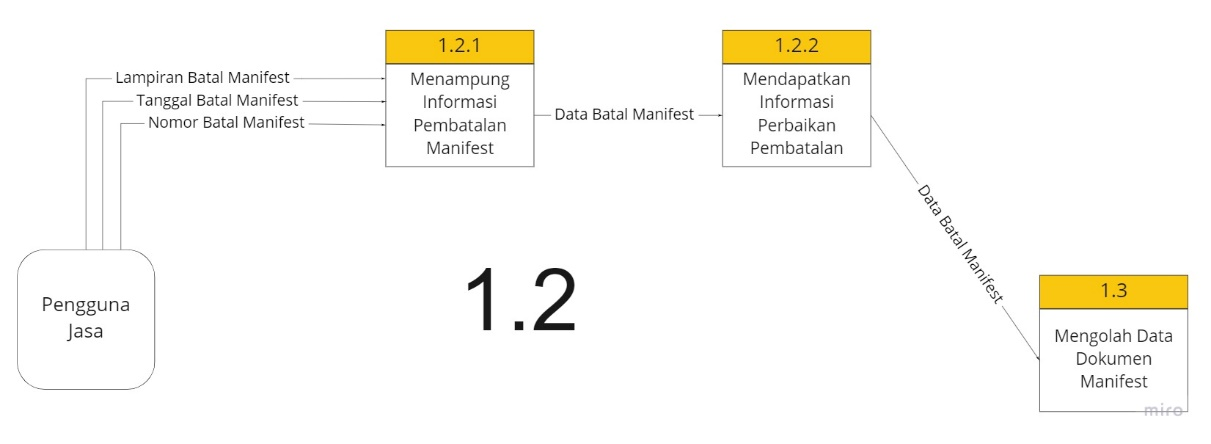 1.2.1
Menampung
Informasi
Pembatalan
Manifest
1.2.2
Mendapatkan
Informasi
Perbaikan
Pembatalan
Lampiran Batal Manifest
Tanggal Batal Manifest
Nomor Batal Manifest
Data Batal Manifest
Data Batal Manifest
Pengguna
Jasa
1.2
1.3
Mengolah Data
Dokumen
Manifest
miro